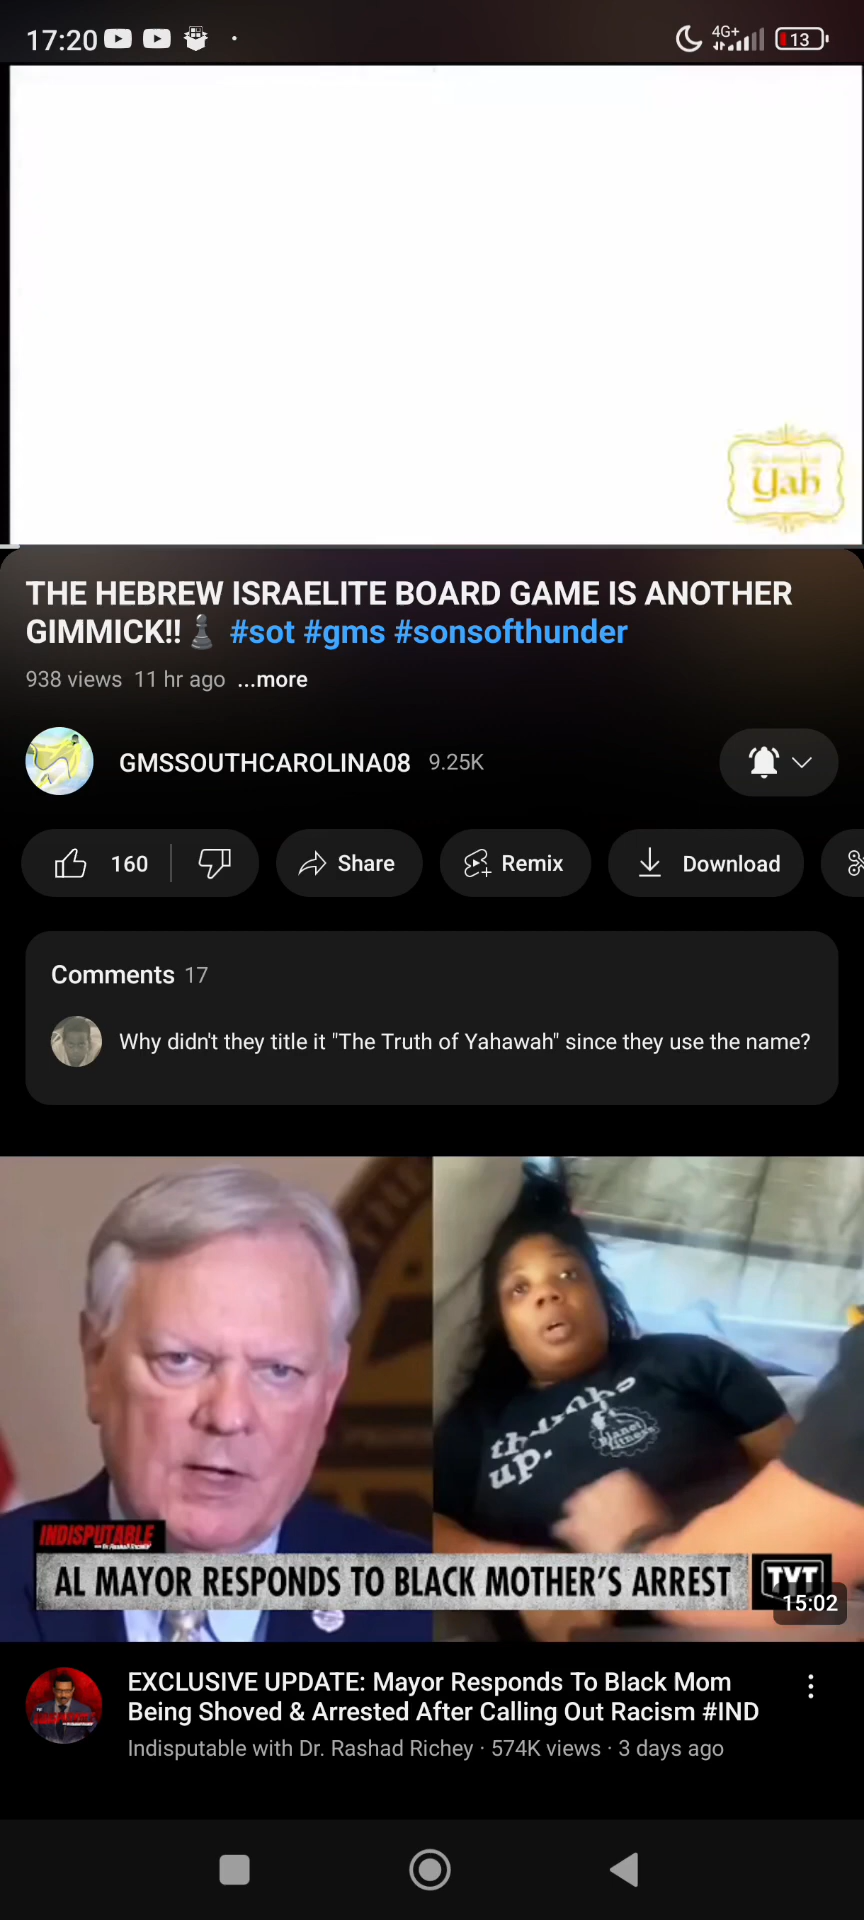 17:20
4G+
13
Yah
THE HEBREW ISRAELITE BOARD GAME IS ANOTHER
GIMMICK!! #sot #gms #sonsofthunder
938 views 11 hr ago ...more
GMSSOUTHCAROLINA08 9.25K
160
Share
Remix
Download
Comments 17
Why didn't they title it "The Truth of Yahawah" since they use the name?
thinks
up.
planet
fitness
INDISPUTABLE
AL MAYOR RESPONDS TO BLACK MOTHER'S ARREST
TYT
15:02
EXCLUSIVE UPDATE: Mayor Responds To Black Mom
Being Shoved & Arrested After Calling Out Racism #IND
Indisputable with Dr. Rashad Richey · 574K views · 3 days ago